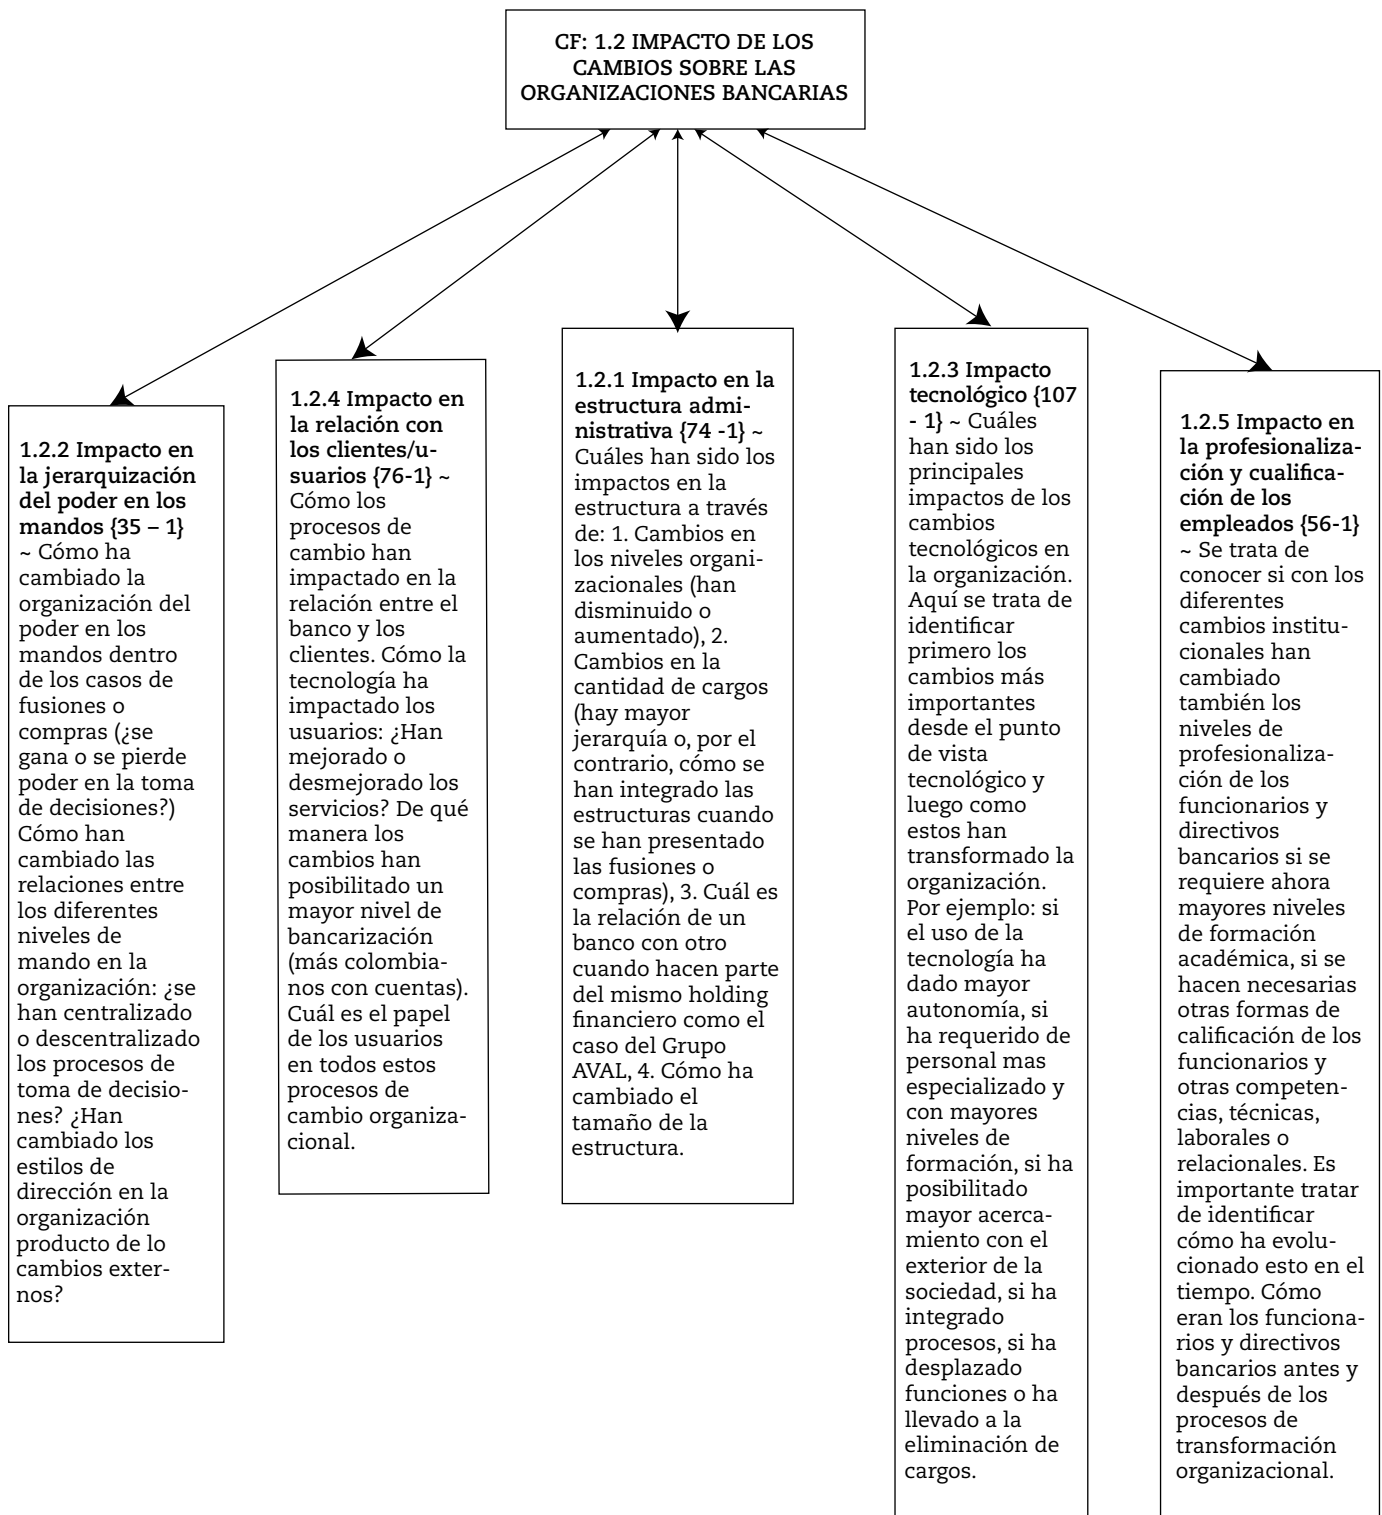 CF: 1.2 IMPACTO DE LOS
CAMBIOS SOBRE LAS
ORGANIZACIONES BANCARIAS
1.2.2 Impacto en
la jerarquización
del poder en los
mandos {35 – 1}
~ Cómo ha
cambiado la
organización del
poder en los
mandos dentro
de los casos de
fusiones o
compras (¿se
gana o se pierde
poder en la toma
de decisiones?)
Cómo han
cambiado las
relaciones entre
los diferentes
niveles de
mando en la
organización: ¿se
han centralizado
o descentralizado
los procesos de
toma de decisio-
nes? ¿Han
cambiado los
estilos de
dirección en la
organización
producto de lo
cambios exter-
nos?
1.2.4 Impacto en
la relación con
los clientes/u-
suarios {76-1} ~
Cómo los
procesos de
cambio han
impactado en la
relación entre el
banco y los
clientes. Cómo la
tecnología ha
impactado los
usuarios: ¿Han
mejorado o
desmejorado los
servicios? De qué
manera los
cambios han
posibilitado un
mayor nivel de
bancarización
(más colombia-
nos con cuentas).
Cuál es el papel
de los usuarios
en todos estos
procesos de
cambio organiza-
cional.
1.2.1 Impacto en la
estructura admi-
nistrativa {74 -1} ~
Cuáles han sido los
impactos en la
estructura a través
de: 1. Cambios en
los niveles organi-
zacionales (han
disminuido o
aumentado), 2.
Cambios en la
cantidad de cargos
(hay mayor
jerarquía o, por el
contrario, cómo se
han integrado las
estructuras cuando
se han presentado
las fusiones o
compras), 3. Cuál es
la relación de un
banco con otro
cuando hacen parte
del mismo holding
financiero como el
caso del Grupo
AVAL, 4. Cómo ha
cambiado el
tamaño de la
estructura.
1.2.3 Impacto
tecnológico {107
- 1} ~ Cuáles
han sido los
principales
impactos de los
cambios
tecnológicos en
la organización.
Aquí se trata de
identificar
primero los
cambios más
importantes
desde el punto
de vista
tecnológico y
luego como
estos han
transformado la
organización.
Por ejemplo: si
el uso de la
tecnología ha
dado mayor
autonomía, si
ha requerido de
personal mas
especializado y
con mayores
niveles de
formación, si ha
posibilitado
mayor acerca-
miento con el
exterior de la
sociedad, si ha
integrado
procesos, si ha
desplazado
funciones o ha
llevado a la
eliminación de
cargos.
1.2.5 Impacto en
la profesionaliza-
ción y cualifica-
ción de los
empleados {56-1}
~ Se trata de
conocer si con los
diferentes
cambios institu-
cionales han
cambiado
también los
niveles de
profesionaliza-
ción de los
funcionarios y
directivos
bancarios si se
requiere ahora
mayores niveles
de formación
académica, si se
hacen necesarias
otras formas de
calificación de los
funcionarios y
otras competen-
cias, técnicas,
laborales o
relacionales. Es
importante tratar
de identificar
cómo ha evolu-
cionado esto en el
tiempo. Cómo
eran los funciona-
rios y directivos
bancarios antes y
después de los
procesos de
transformación
organizacional.